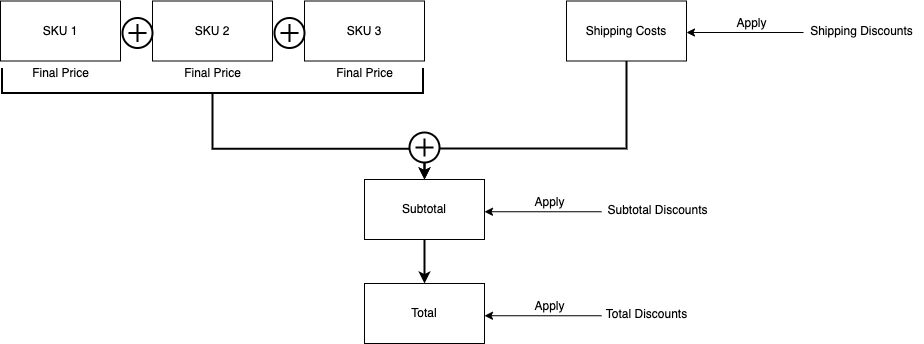 SKU 1
SKU 2
SKU 3
Shipping Costs
Apply
Shipping Discounts
Final Price
Final Price
Final Price
Subtotal
Apply
Subtotal Discounts
Total
Apply
Total Discounts